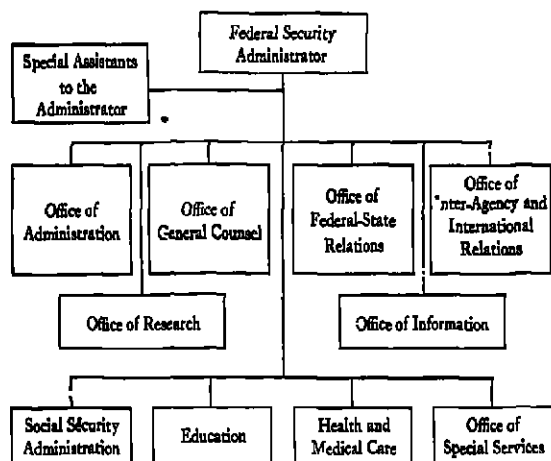 Federal Security
Administrator
Special Assistants
to the
Administrator
Office of
Administration
Office of
General Counsel
Office of
Federal-State
Relations
Office of
nter-Agency and
International
Relations
Office of Research
Office of Information
Social Security
Administration
Education
Health and
Medical Care
Office of
Special Services